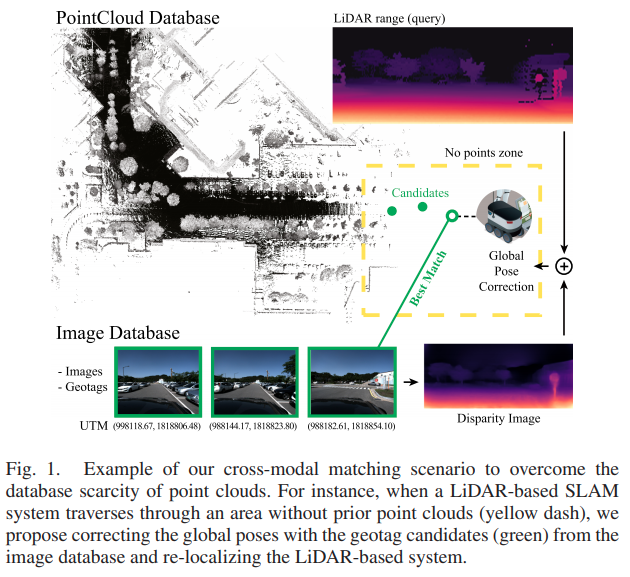 PointCloud Database
LiDAR range (query)
No points zone
Candidates
Best Match
Global
Pose
Correction
Image Database
- Images
- Geotags
UTM
(998118.67, 1818806.48)
(988144.17, 1818823.80)
(988182.61, 1818854.10)
Disparity Image
Fig. 1. Example of our cross-modal matching scenario to overcome the
database scarcity of point clouds. For instance, when a LiDAR-based SLAM
system traverses through an area without prior point clouds (yellow dash), we
propose correcting the global poses with the geotag candidates (green) from the
image database and re-localizing the LiDAR-based system.